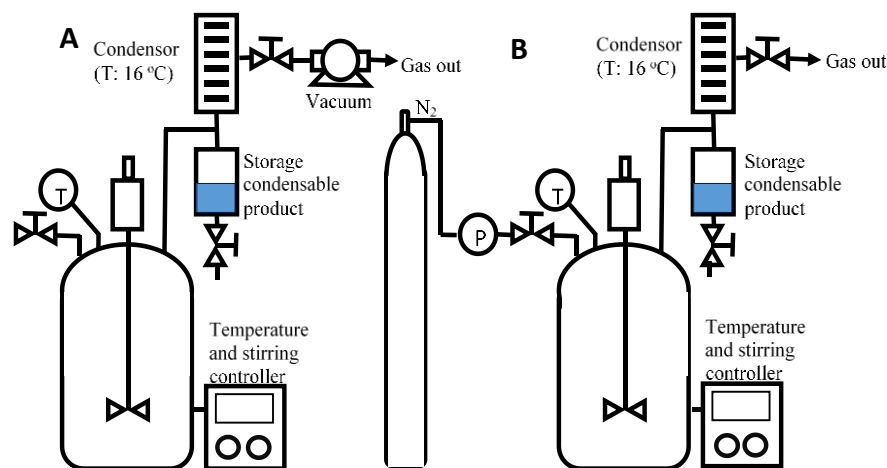 A
Condensor
(T: 16 ºC)
Gas out
Vacuum
Storage
condensable
product
T
Temperature
and stirring
controller
N2
P
B
Condensor
(T: 16 ºC)
Gas out
Storage
condensable
product
T
Temperature
and stirring
controller